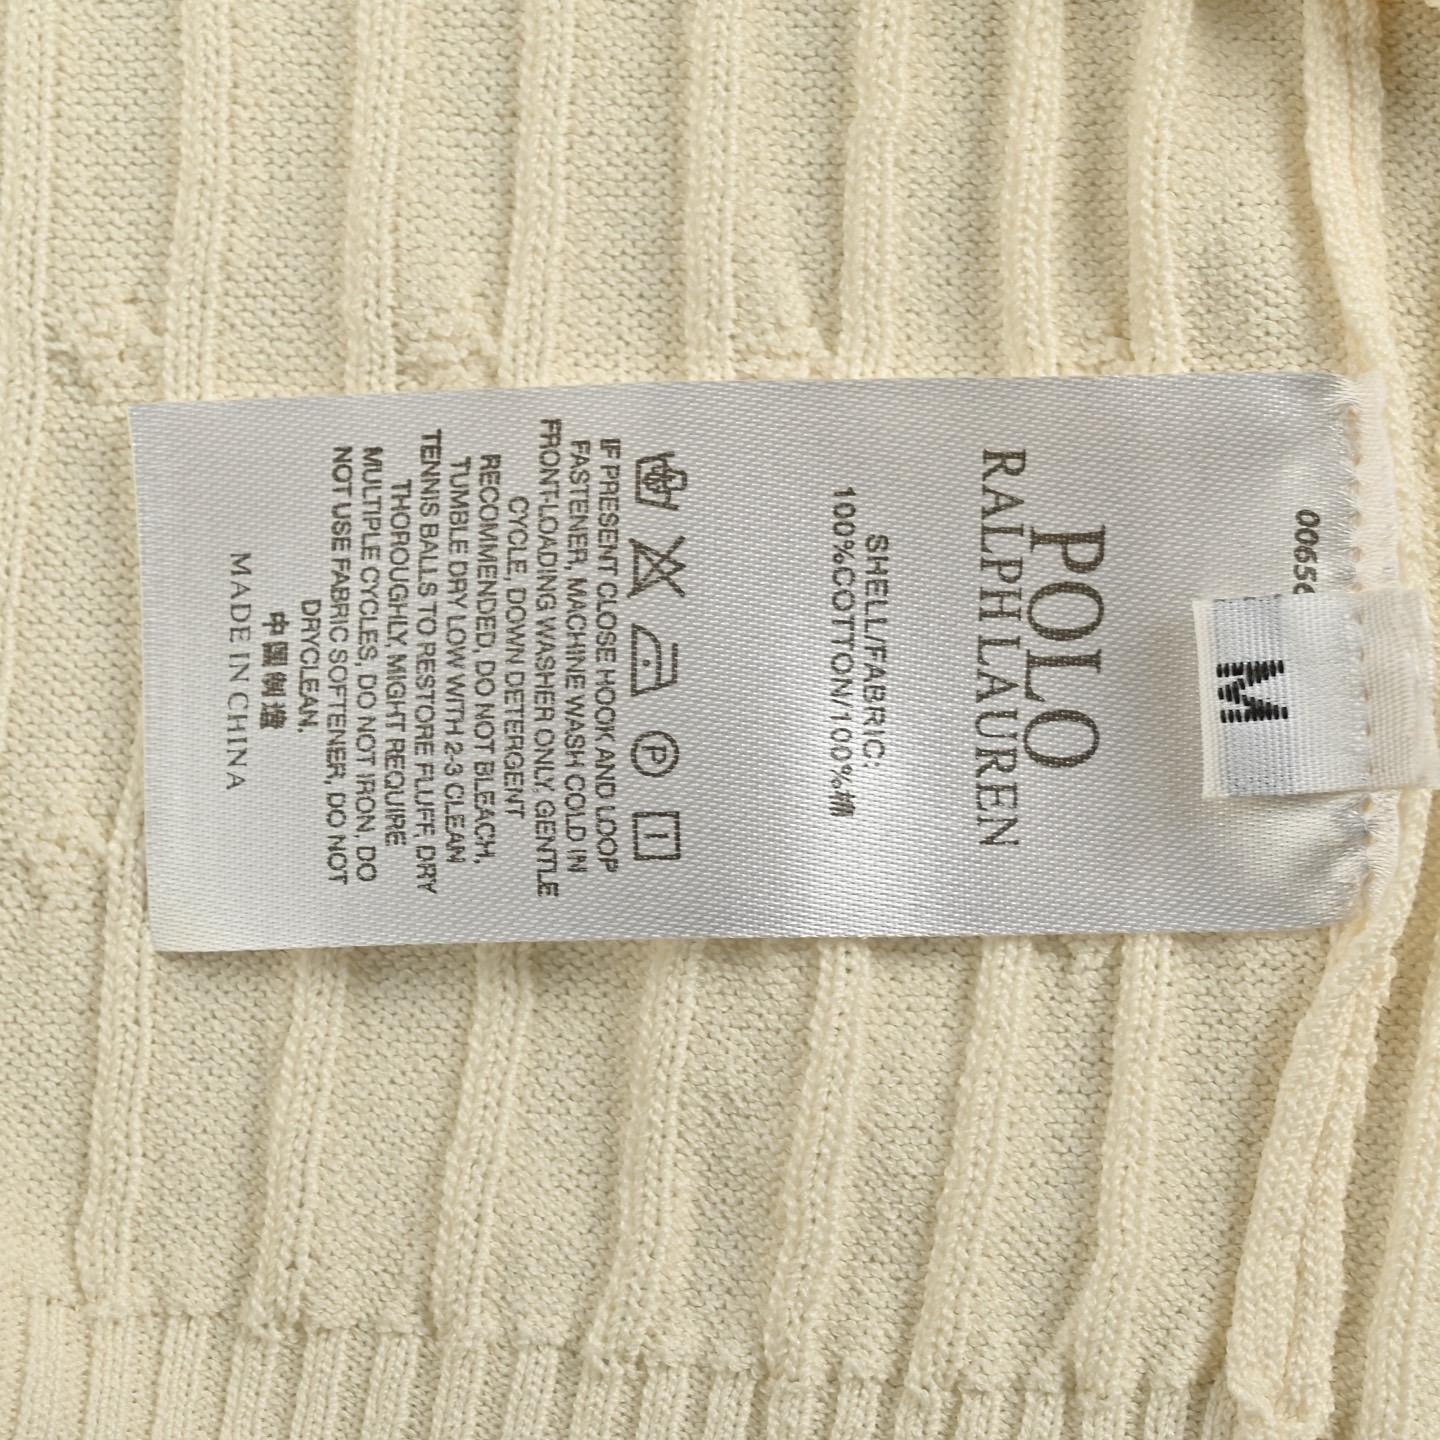 M
POLO
RALPH LAUREN
SHELL/FABRIC:
100%COTTON/100%棉
IF PRESENT CLOSE HOOK AND LOOP
FASTENER, MACHINE WASH COLD IN
FRONT-LOADING WASHER ONLY, GENTLE
CYCLE, DOWN DETERGENT
RECOMMENDED, DO NOT BLEACH,
TUMBLE DRY LOW WITH 2-3 CLEAN
TENNIS BALLS TO RESTORE FLUFF, DRY
THOROUGHLY, MIGHT REQUIRE
MULTIPLE CYCLES, DO NOT IRON, DO
NOT USE FABRIC SOFTENER, DO NOT
DRYCLEAN.
中國制造
MADE IN CHINA